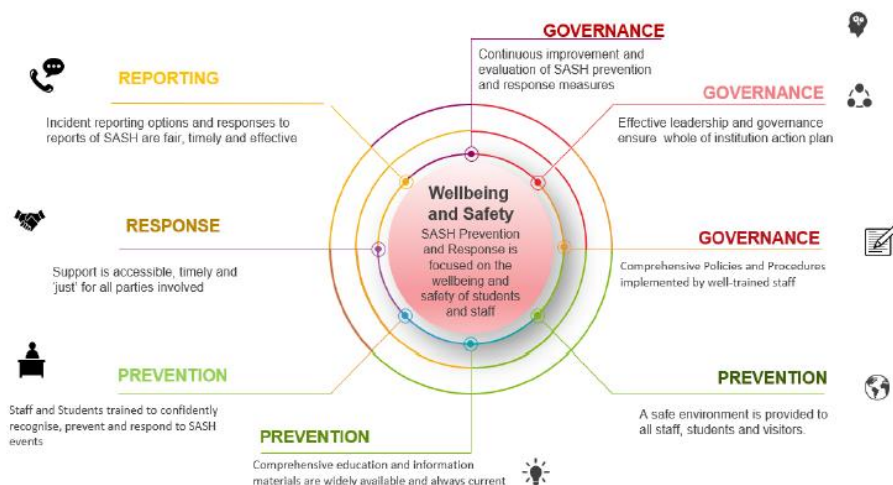 GOVERNANCE
Continuous improvement and
evaluation of SASH prevention
and response measures
REPORTING
Incident reporting options and responses to
reports of SASH are fair, timely and effective
GOVERNANCE
Effective leadership and governance
ensure whole of institution action plan
Wellbeing
and Safety
SASH Prevention
and Response is
focused on the
wellbeing and
safety of students
and staff
RESPONSE
Support is accessible, timely and
'just' for all parties involved
GOVERNANCE
Comprehensive Policies and Procedures
implemented by well-trained staff
PREVENTION
Staff and Students trained to confidently
recognise, prevent and respond to SASH
events
PREVENTION
A safe environment is provided to
all staff, students and visitors.
PREVENTION
Comprehensive education and information
materials are widely available and always current